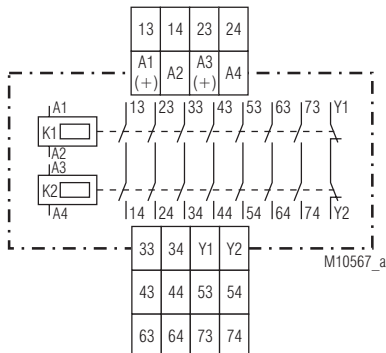 13 14 23 24
A1 (+) A2 A3 (+) A4
A1 13 23 33 43 53 63 73 Y1
K1
A2
A3
K2
A4 14 24 34 44 54 64 74 Y2
33 34 Y1 Y2
M10567_a
43 44 53 54
63 64 73 74